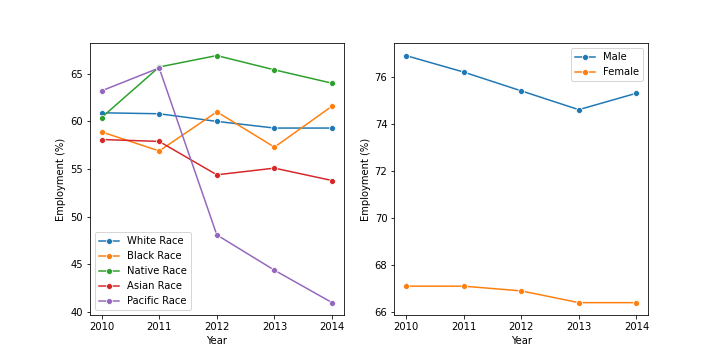 65
60
55
50
45
40
Employment (%)
White Race
Black Race
Native Race
Asian Race
Pacific Race
2010 2011 2012 2013 2014
Year
76
74
72
70
68
66
Employment (%)
Male
Female
2010 2011 2012 2013 2014
Year